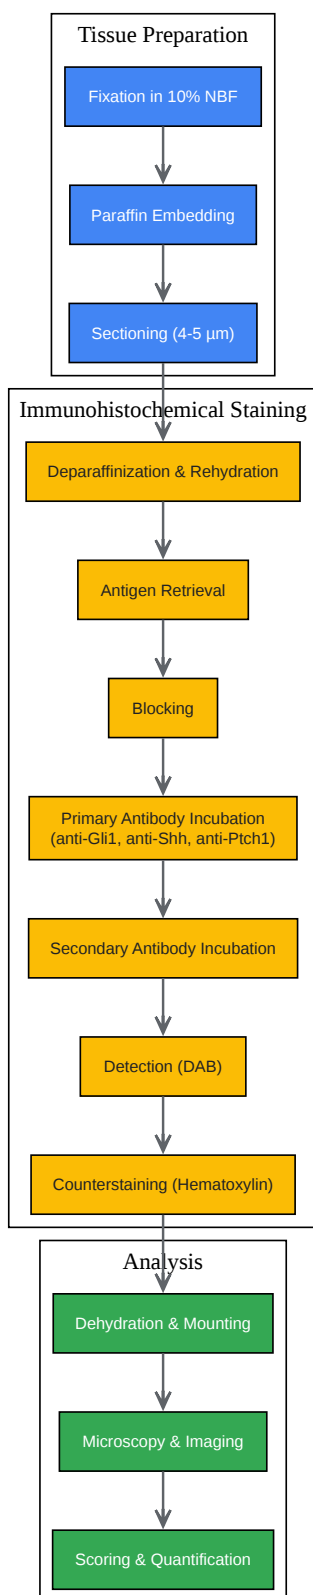 Tissue Preparation
Fixation in 10% NBF
Paraffin Embedding
Sectioning (4-5 µm)
Immunohistochemical Staining
Deparaffinization & Rehydration
Antigen Retrieval
Blocking
Primary Antibody Incubation
(anti-Gli1, anti-Shh, anti-Ptch1)
Secondary Antibody Incubation
Detection (DAB)
Counterstaining (Hematoxylin)
Analysis
Dehydration & Mounting
Microscopy & Imaging
Scoring & Quantification